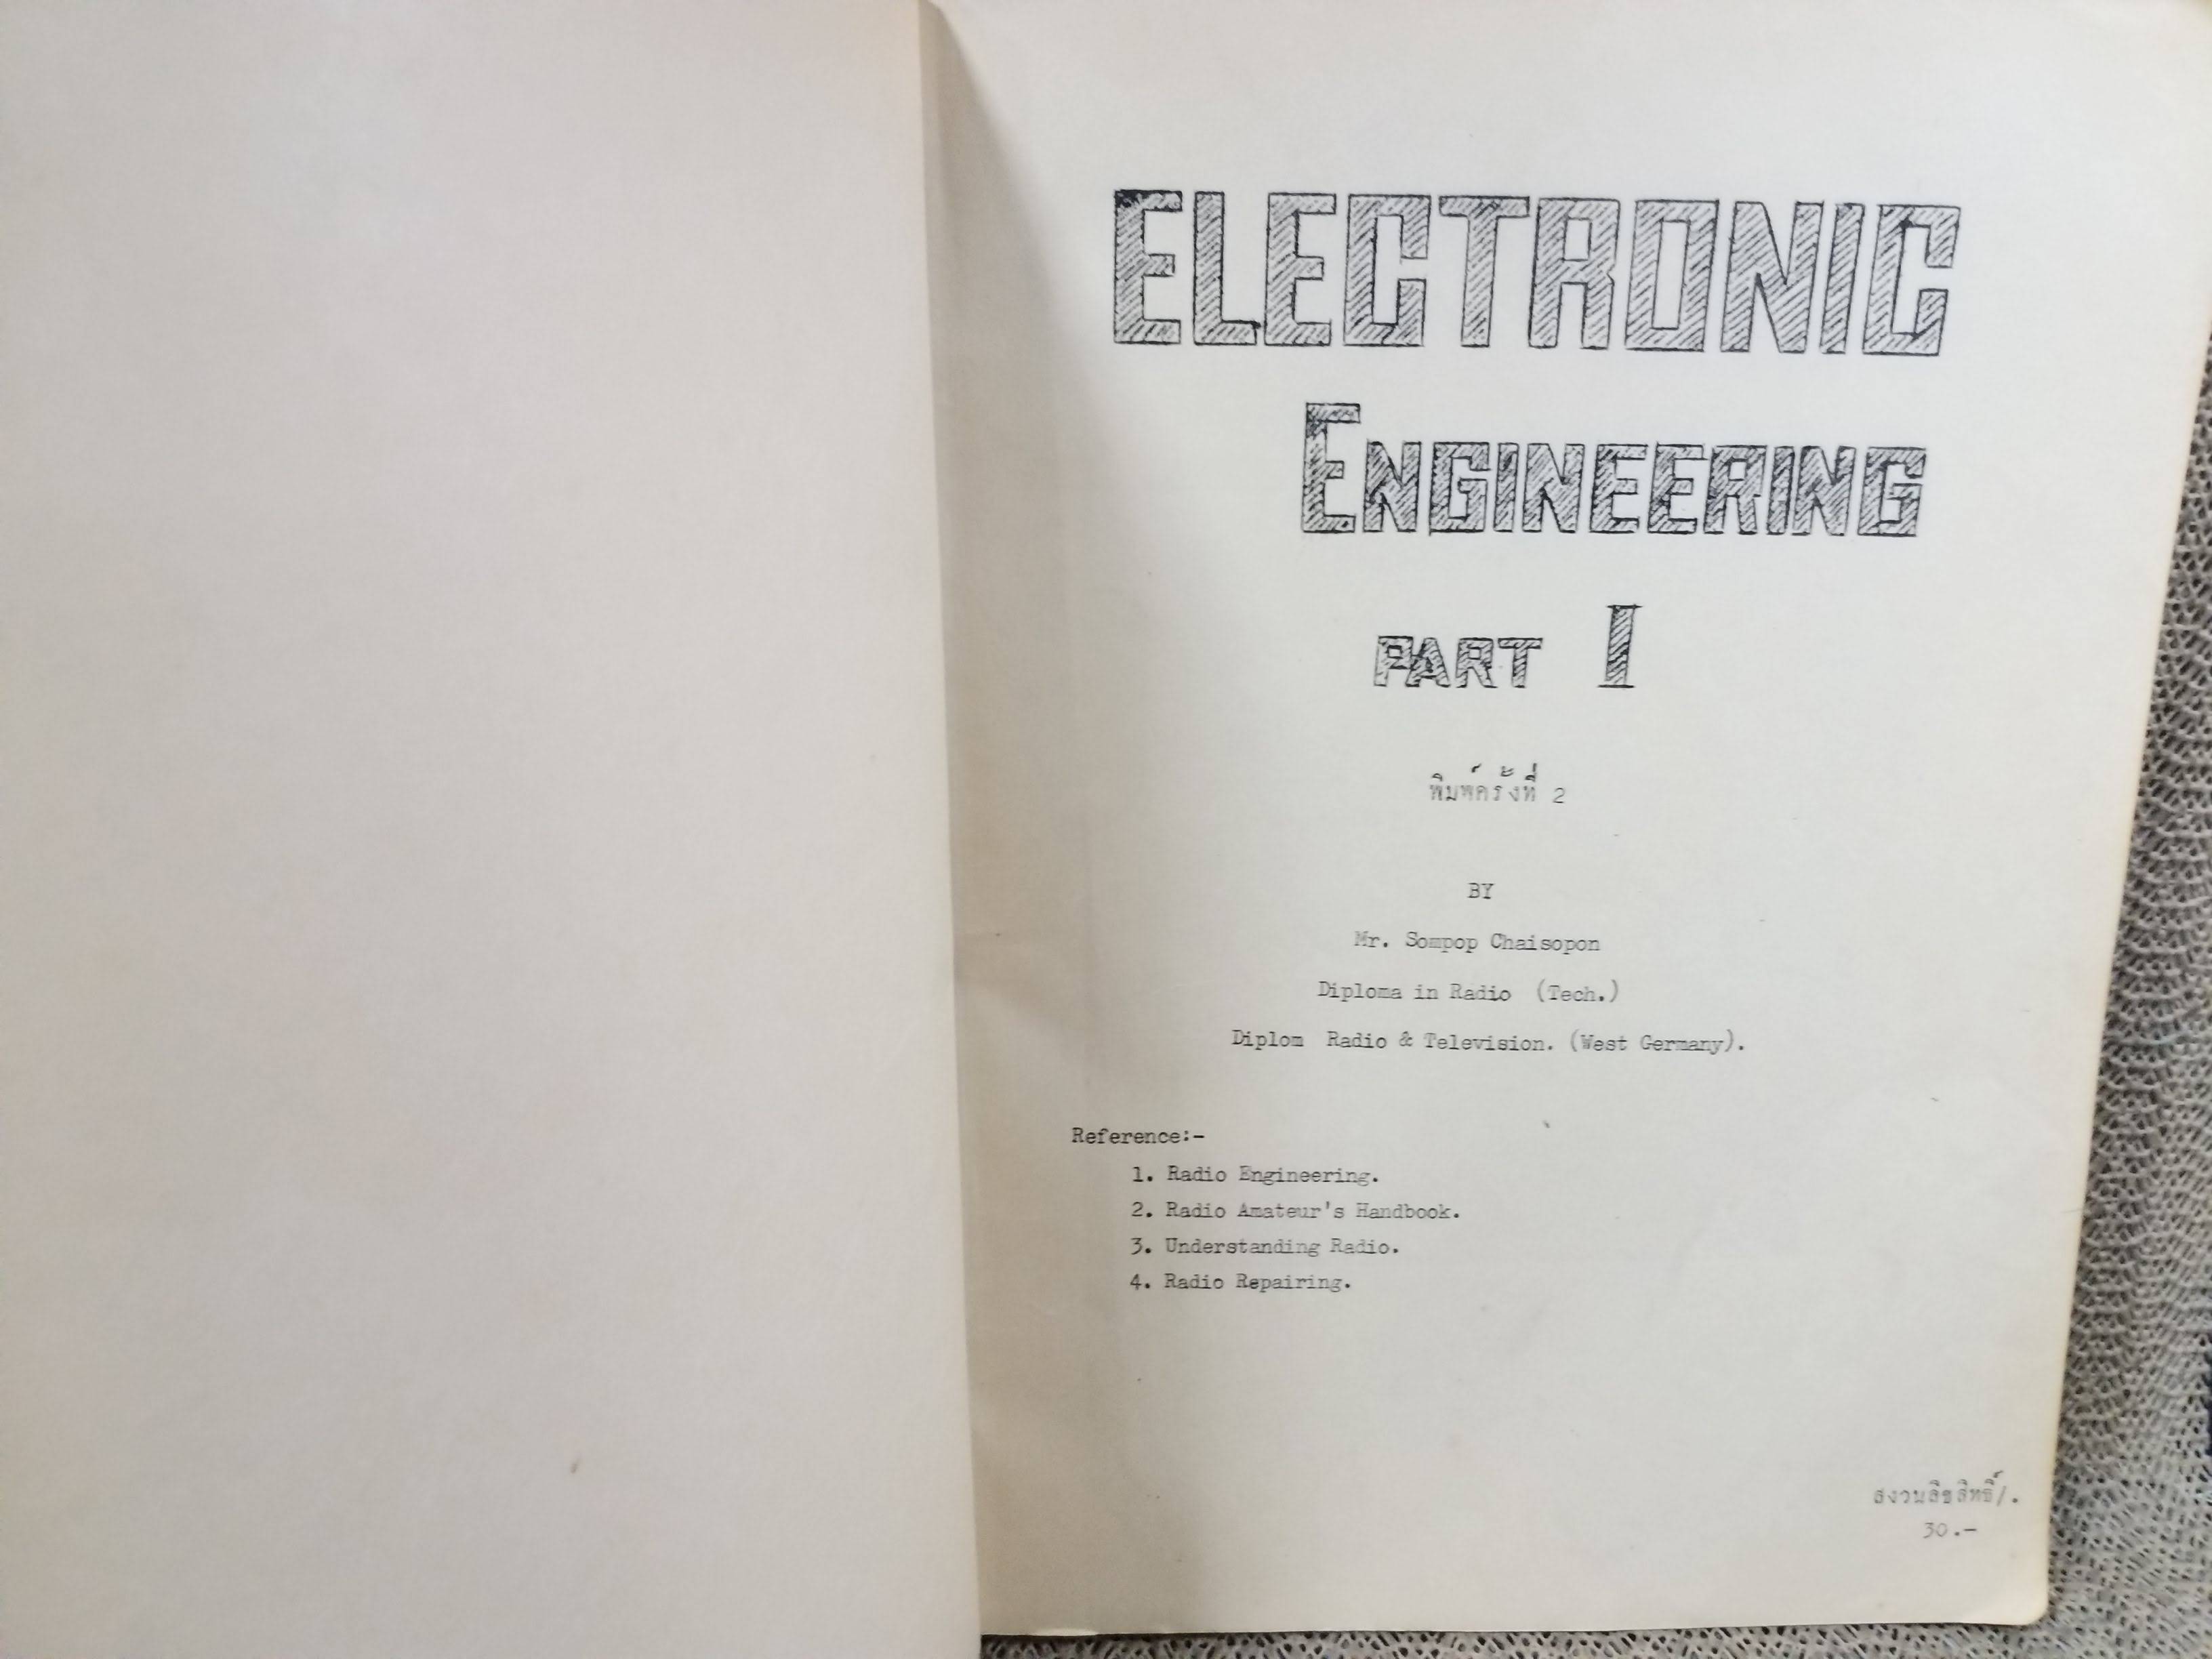 ELECTRONIC
ENGINEERING
PART I
พิมพ์ครั้งที่ 2
BY
Mr. Sompop Chaisopon
Diploma in Radio (Tech.)
Diplom Radio & Television. (West Germany).
Reference:-
1. Radio Engineering.
2. Radio Amateur's Handbook.
3. Understanding Radio.
4. Radio Repairing.
สงวนลิขสิทธิ์/.
30.-